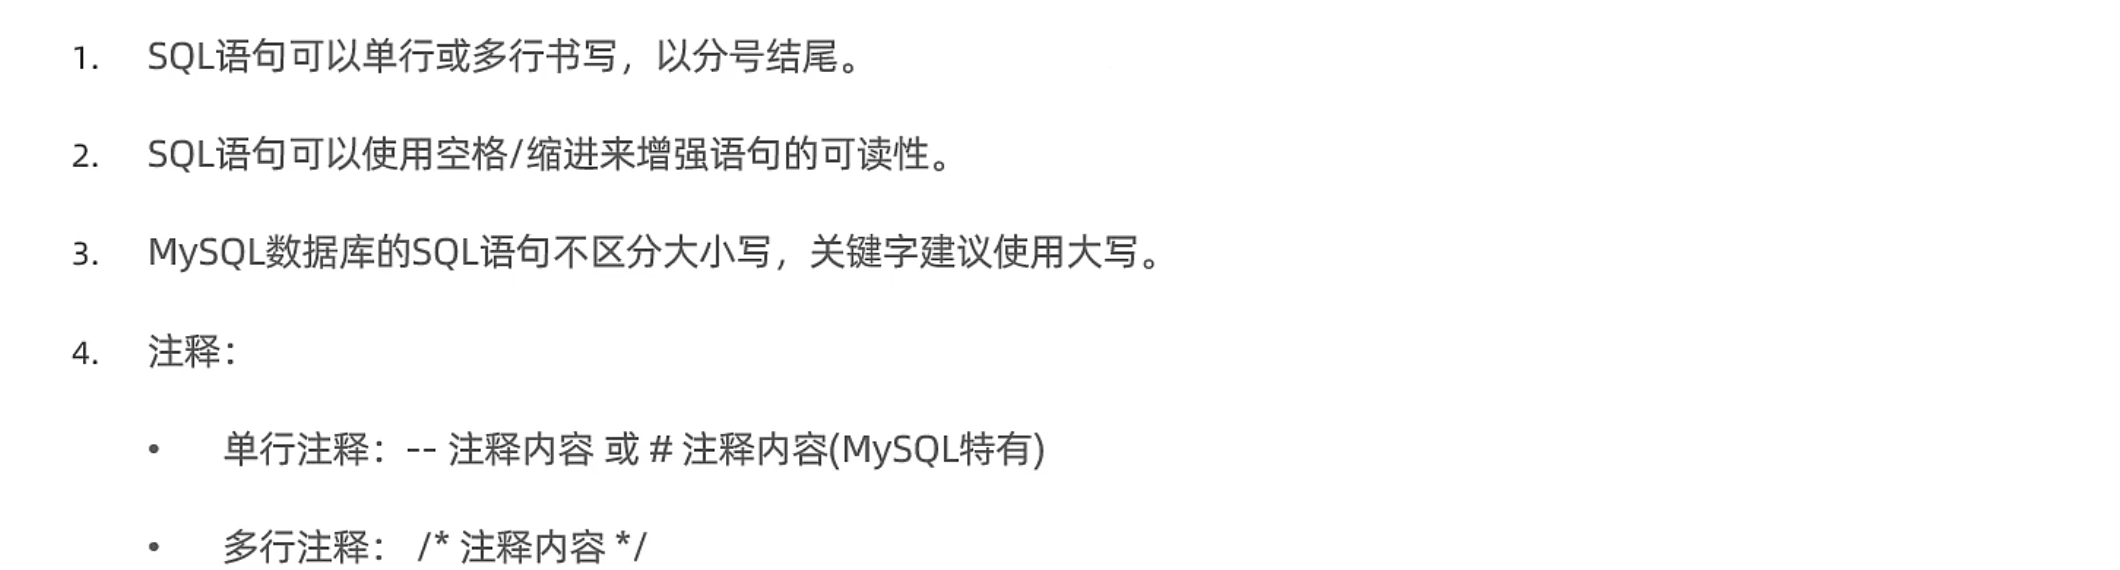 1. SQL语句可以单行或多行书写，以分号结尾。
2. SQL语句可以使用空格/缩进来增强语句的可读性。
3. MySQL数据库的SQL语句不区分大小写，关键字建议使用大写。
4. 注释：
• 单行注释：-- 注释内容 或 # 注释内容(MySQL特有)
• 多行注释： /* 注释内容 */